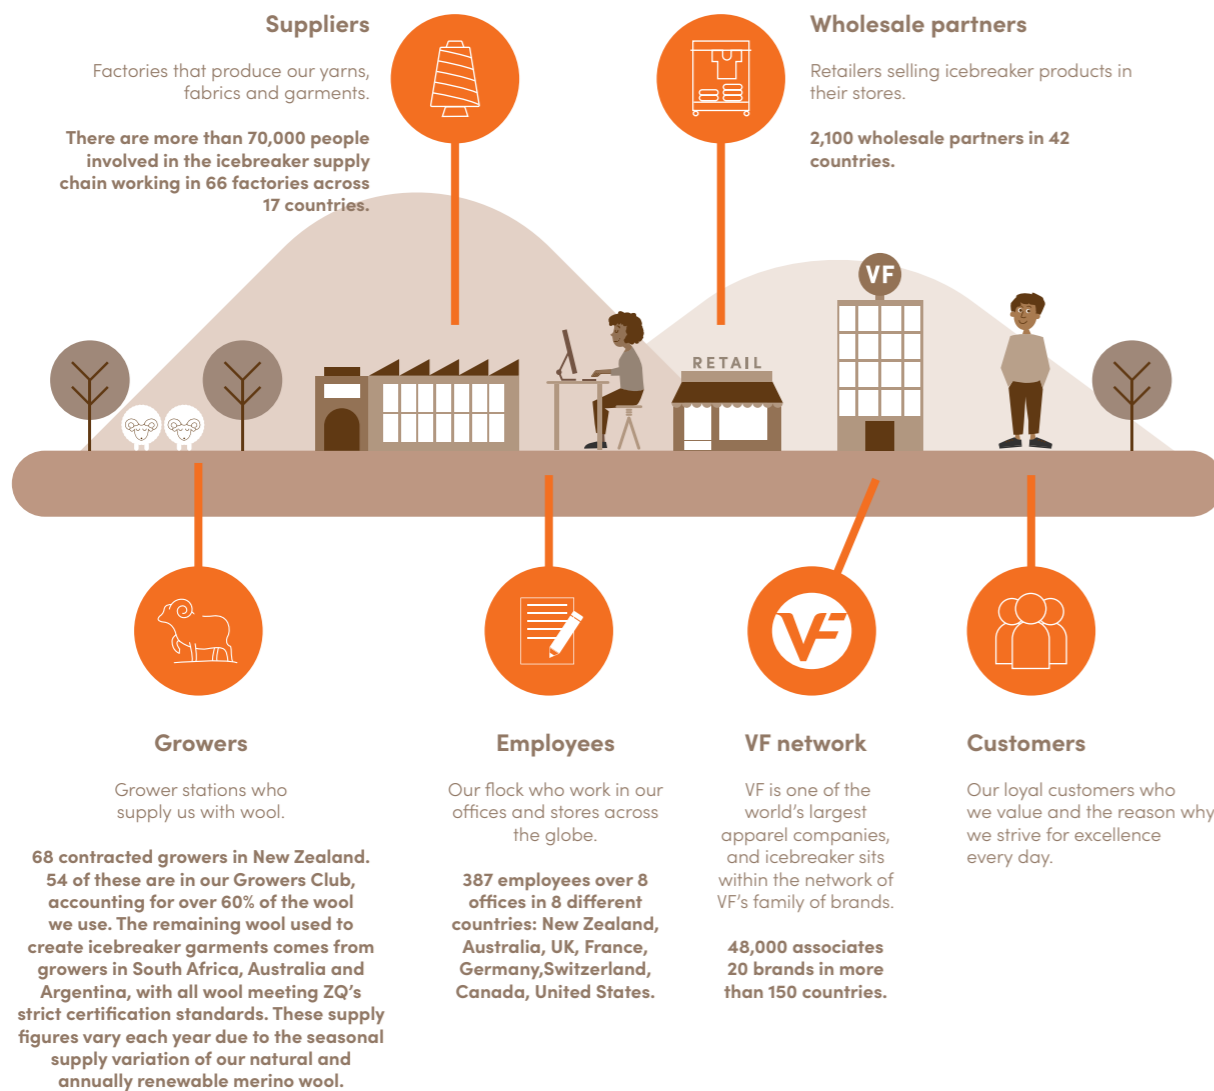 Suppliers
Factories that produce our yarns,
fabrics and garments.
There are more than 70,000 people
involved in the icebreaker supply
chain working in 66 factories across
17 countries.
Wholesale partners
Retailers selling icebreaker products in
their stores.
2,100 wholesale partners in 42
countries.
VF
RETAIL
VF
Growers
Grower stations who
supply us with wool.
68 contracted growers in New Zealand.
54 of these are in our Growers Club,
accounting for over 60% of the wool
we use. The remaining wool used to
create icebreaker garments comes from
growers in South Africa, Australia and
Argentina, with all wool meeting ZQ’s
strict certification standards. These supply
figures vary each year due to the seasonal
supply variation of our natural and
annually renewable merino wool.
Employees
Our flock who work in our
offices and stores across
the globe.
387 employees over 8
offices in 8 different
countries: New Zealand,
Australia, UK, France,
Germany,Switzerland,
Canada, United States.
VF network
VF is one of the
world’s largest
apparel companies,
and icebreaker sits
within the network of
VF’s family of brands.
48,000 associates
20 brands in more
than 150 countries.
Customers
Our loyal customers who
we value and the reason why
we strive for excellence
every day.